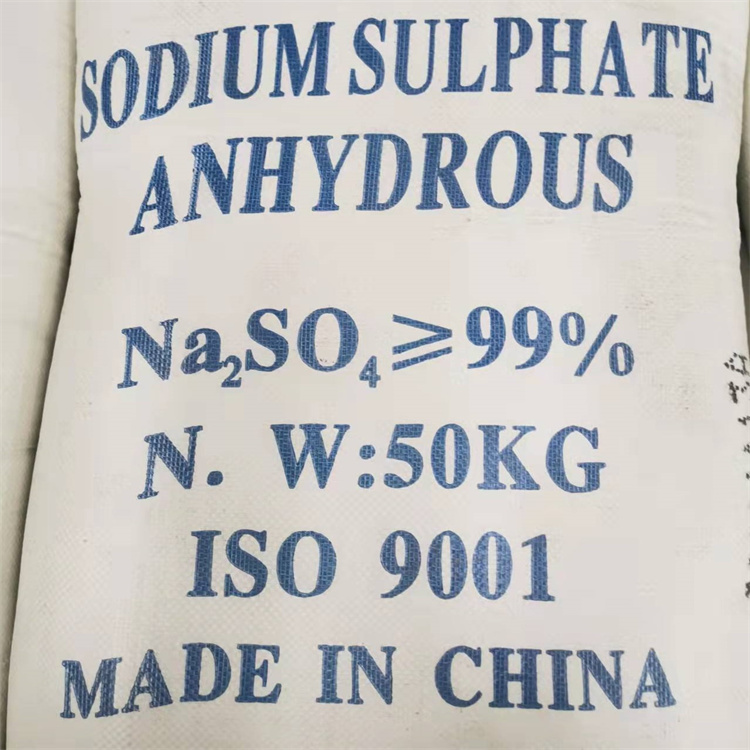 SODIUM SULPHATE
ANHYDROUS
Na₂SO₄≥99%
N. W:50KG
ISO 9001
MADE IN CHINA